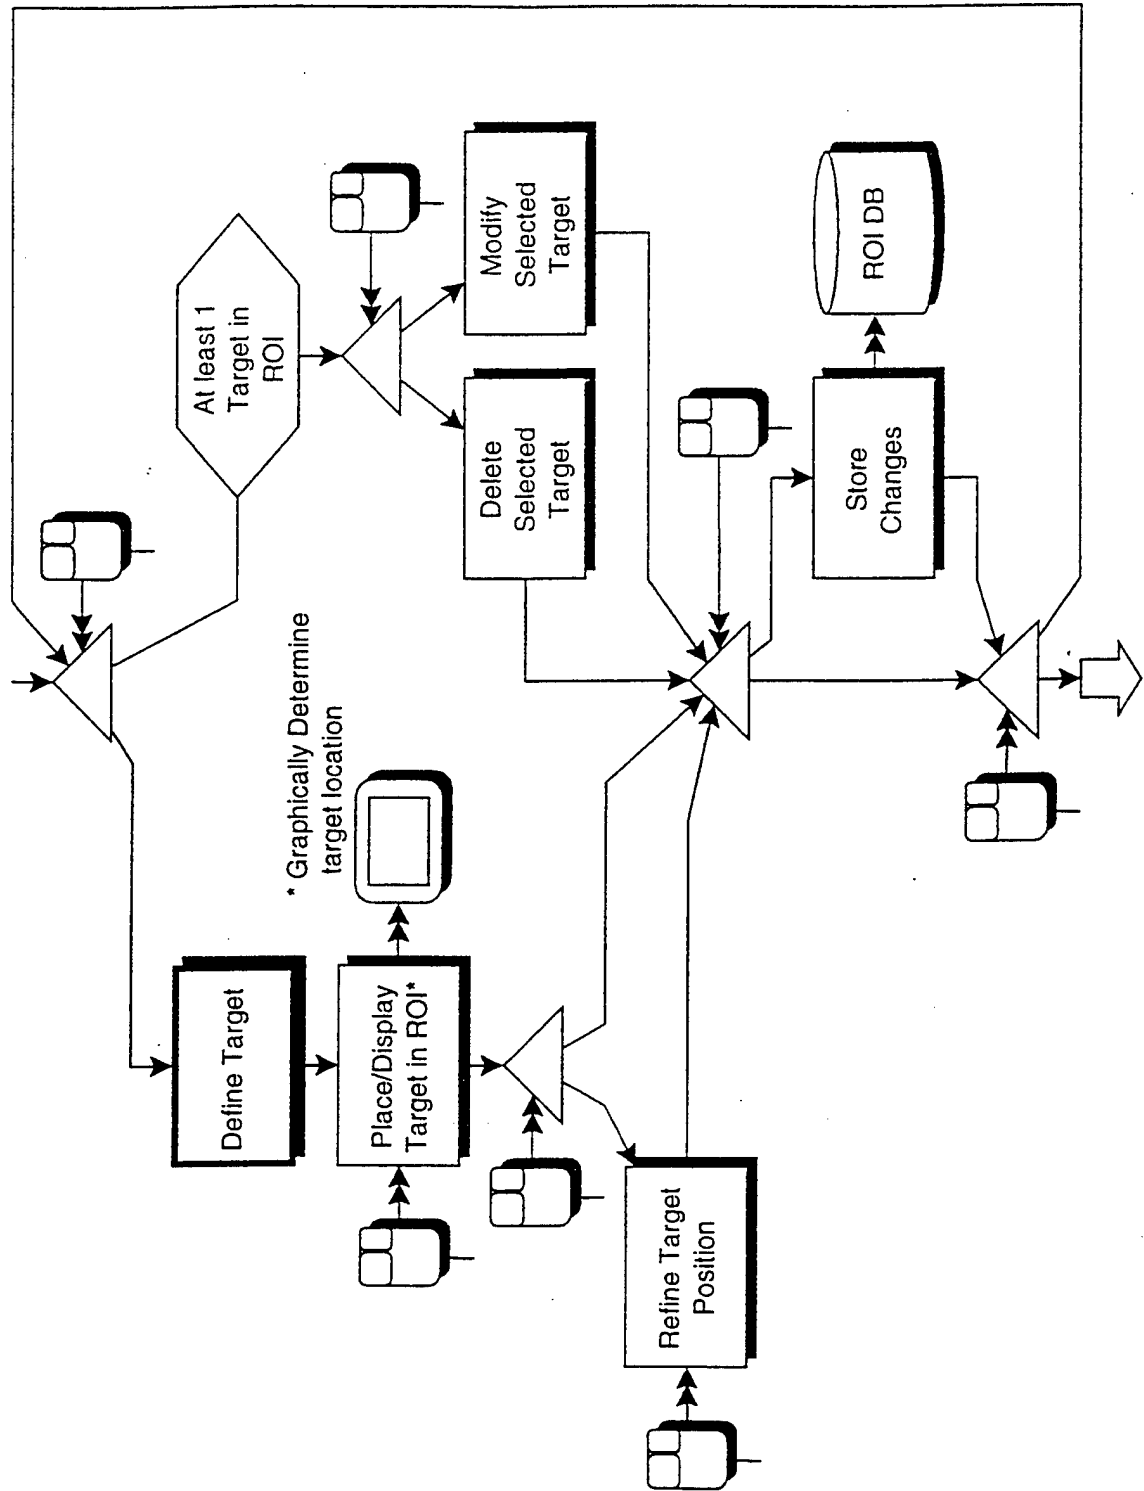 Define Target
Place/Display
Target in ROI*
* Graphically Determine
target location
Refine Target
Position
At least 1
Target in
ROI
Delete
Selected
Target
Modify
Selected
Target
Store
Changes
ROI DB